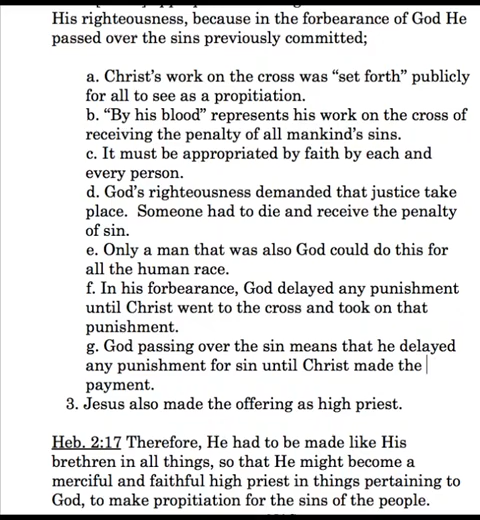 His righteousness, because in the forbearance of God He
passed over the sins previously committed;
a. Christ's work on the cross was “set forth” publicly
for all to see as a propitiation.
b. “By his blood” represents his work on the cross of
receiving the penalty of all mankind's sins.
c. It must be appropriated by faith by each and
every person.
d. God's righteousness demanded that justice take
place.  Someone had to die and receive the penalty
of sin.
e. Only a man that was also God could do this for
all the human race.
f. In his forbearance, God delayed any punishment
until Christ went to the cross and took on that
punishment.
g. God passing over the sin means that he delayed
any punishment for sin until Christ made the
payment.
3. Jesus also made the offering as high priest.
Heb. 2:17 Therefore, He had to be made like His
brethren in all things, so that He might become a
merciful and faithful high priest in things pertaining to
God, to make propitiation for the sins of the people.